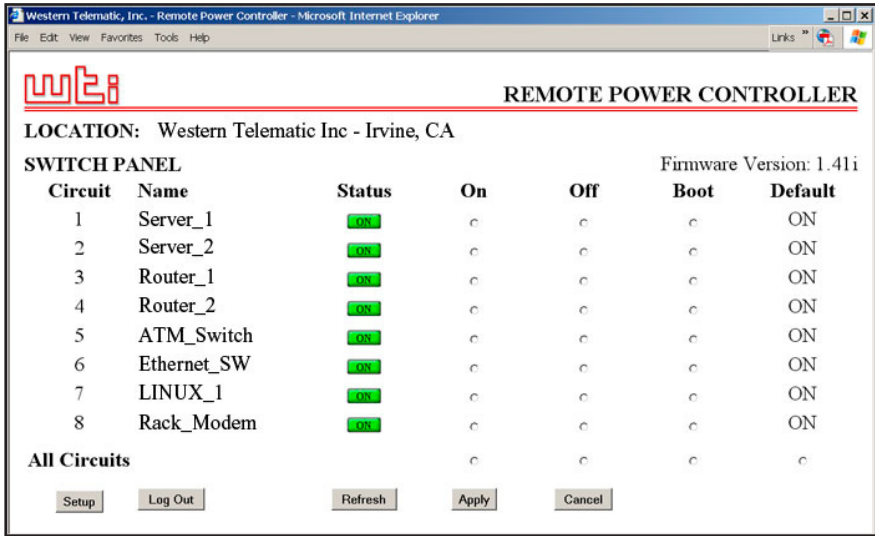 Western Telematic, Inc. - Remote Power Controller - Microsoft Internet Explorer
File Edit View Favorites Tools Help Links »
wti
REMOTE POWER CONTROLLER
LOCATION: Western Telematic Inc - Irvine, CA
SWITCH PANEL Firmware Version: 1.41i
Circuit Name Status On Off Boot Default
1 Server_1 ON ON
2 Server_2 ON ON
3 Router_1 ON ON
4 Router_2 ON ON
5 ATM_Switch ON ON
6 Ethernet_SW ON ON
7 LINUX_1 ON ON
8 Rack_Modem ON ON
All Circuits
Setup Log Out Refresh Apply Cancel